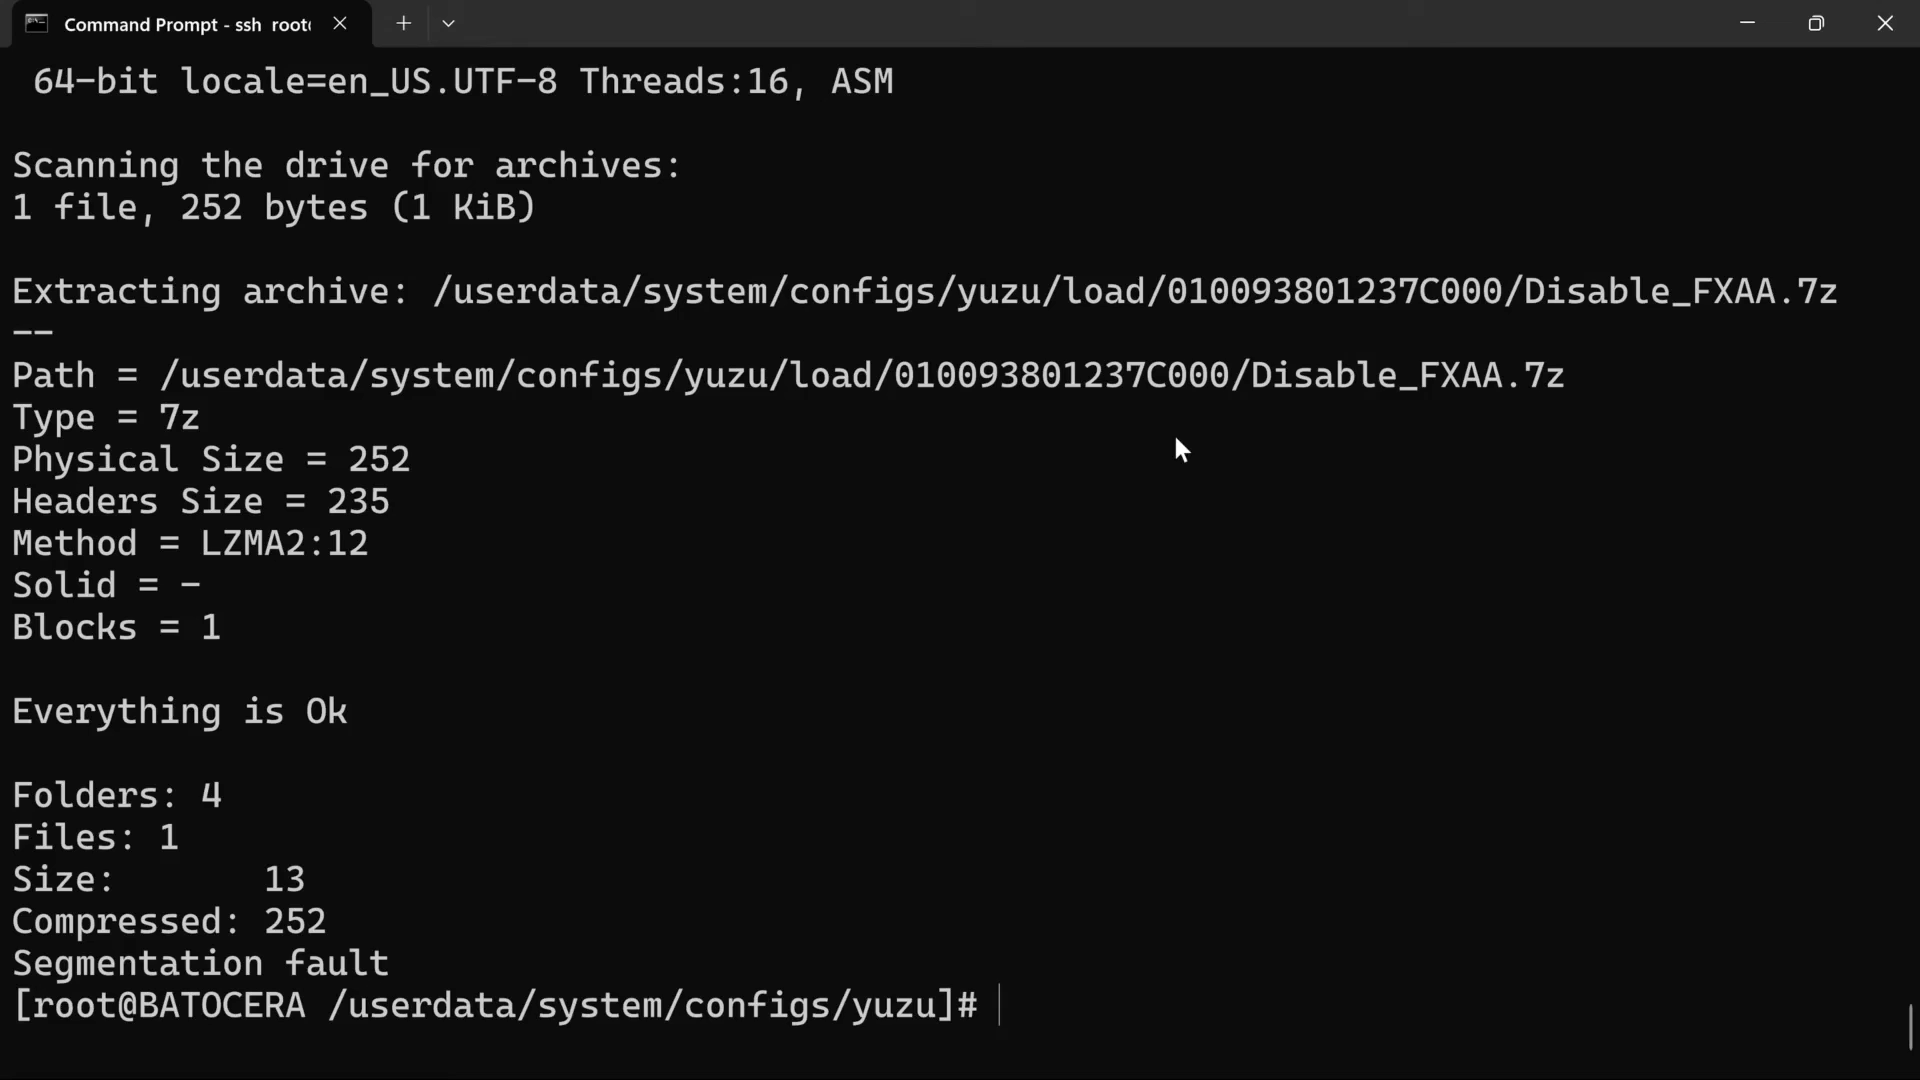 Command Prompt - ssh root
64-bit locale=en_US.UTF-8 Threads:16, ASM
Scanning the drive for archives:
1 file, 252 bytes (1 KiB)
Extracting archive: /userdata/system/configs/yuzu/load/010093801237C000/Disable_FXAA.7z
--
Path = /userdata/system/configs/yuzu/load/010093801237C000/Disable_FXAA.7z
Type = 7z
Physical Size = 252
Headers Size = 235
Method = LZMA2:12
Solid = -
Blocks = 1
Everything is Ok
Folders: 4
Files: 1
Size:       13
Compressed: 252
Segmentation fault
[root@BATOCERA /userdata/system/configs/yuzu]#